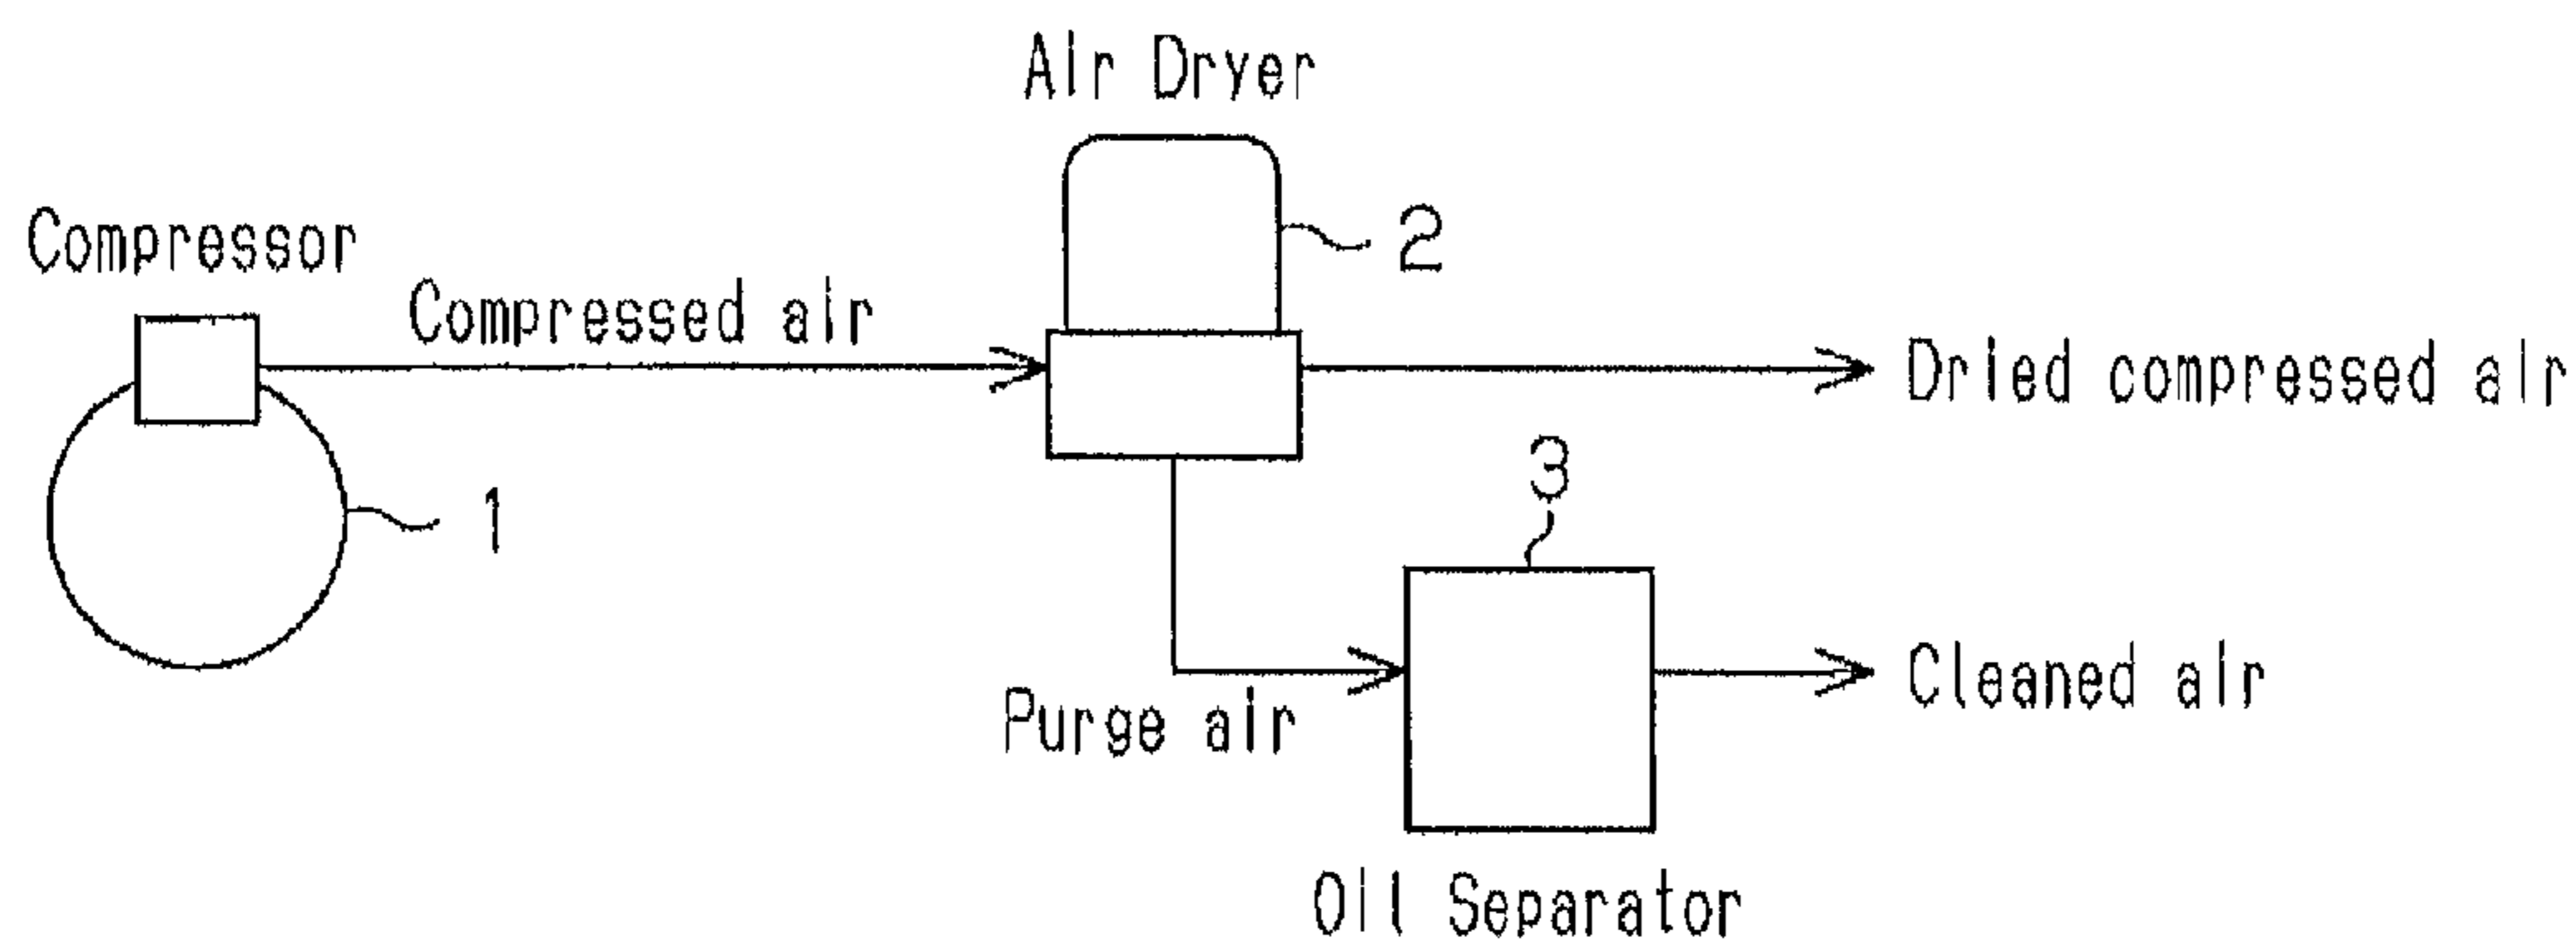 Air Dryer
Compressor
2
Compressed air
Dried compressed air
3
1
Cleaned air
Purge air
Oil Separator